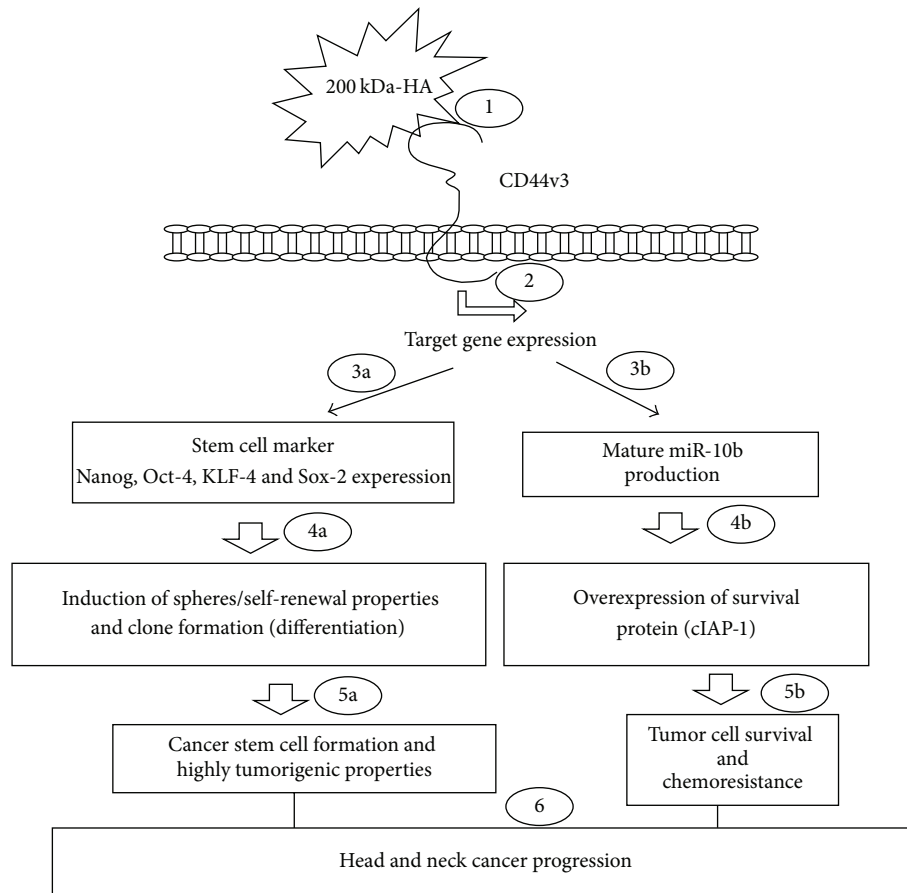 200 kDa-HA
1
CD44v3
2
Target gene expression
3a
3b
Stem cell marker
Nanog, Oct-4, KLF-4 and Sox-2 experession
Mature miR-10b
production
4a
4b
Induction of spheres/self-renewal properties
and clone formation (differentiation)
Overexpression of survival
protein (cIAP-1)
5a
5b
Cancer stem cell formation and
highly tumorigenic properties
Tumor cell survival
and
chemoresistance
6
Head and neck cancer progression